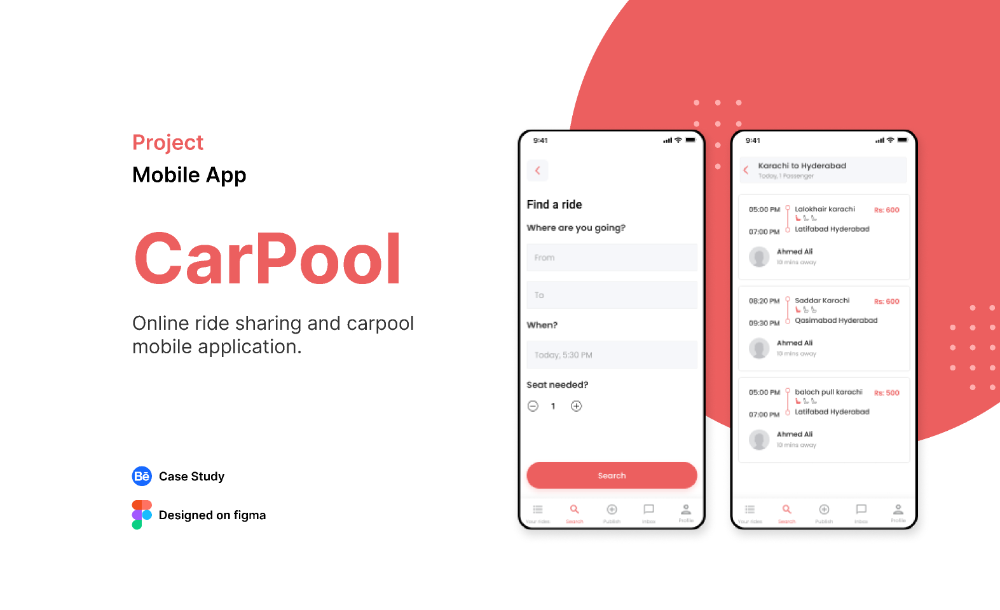 Project
Mobile App
CarPool
Online ride sharing and carpool
mobile application.
Bē Case Study
Designed on figma
9:41
Find a ride
Where are you going?
From
To
When?
Today, 5:30 PM
Seat needed?
1
Search
Your rides Search Publish Inbox Profile
9:41
Karachi to Hyderabad
Today, 1 Passenger
05:00 PM Lalokhair karachi Rs: 600
07:00 PM Latifabad Hyderabad
Ahmed Ali
10 mins away
08:20 PM Saddar Karachi Rs: 600
09:30 PM Qasimabad Hyderabad
Ahmed Ali
10 mins away
05:00 PM baloch pull karachi Rs: 500
07:00 PM Latifabad Hyderabad
Ahmed Ali
10 mins away
Your rides Search Publish Inbox Profile